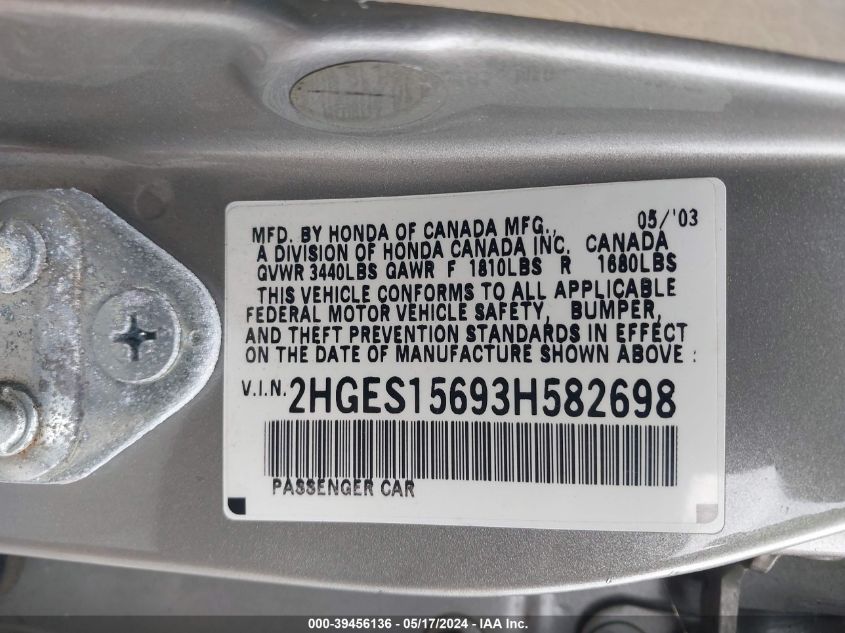 MFD. BY HONDA OF CANADA MFG., 05/'03
A DIVISION OF HONDA CANADA INC, CANADA
GVWR 3440LBS GAWR F 1810LBS R 1680LBS
THIS VEHICLE CONFORMS TO ALL APPLICABLE
FEDERAL MOTOR VEHICLE SAFETY, BUMPER,
AND THEFT PREVENTION STANDARDS IN EFFECT
ON THE DATE OF MANUFACTURE SHOWN ABOVE :
V.I.N. 2HGES15693H582698
PASSENGER CAR
000-39456136 - 05/17/2024 - IAA Inc.